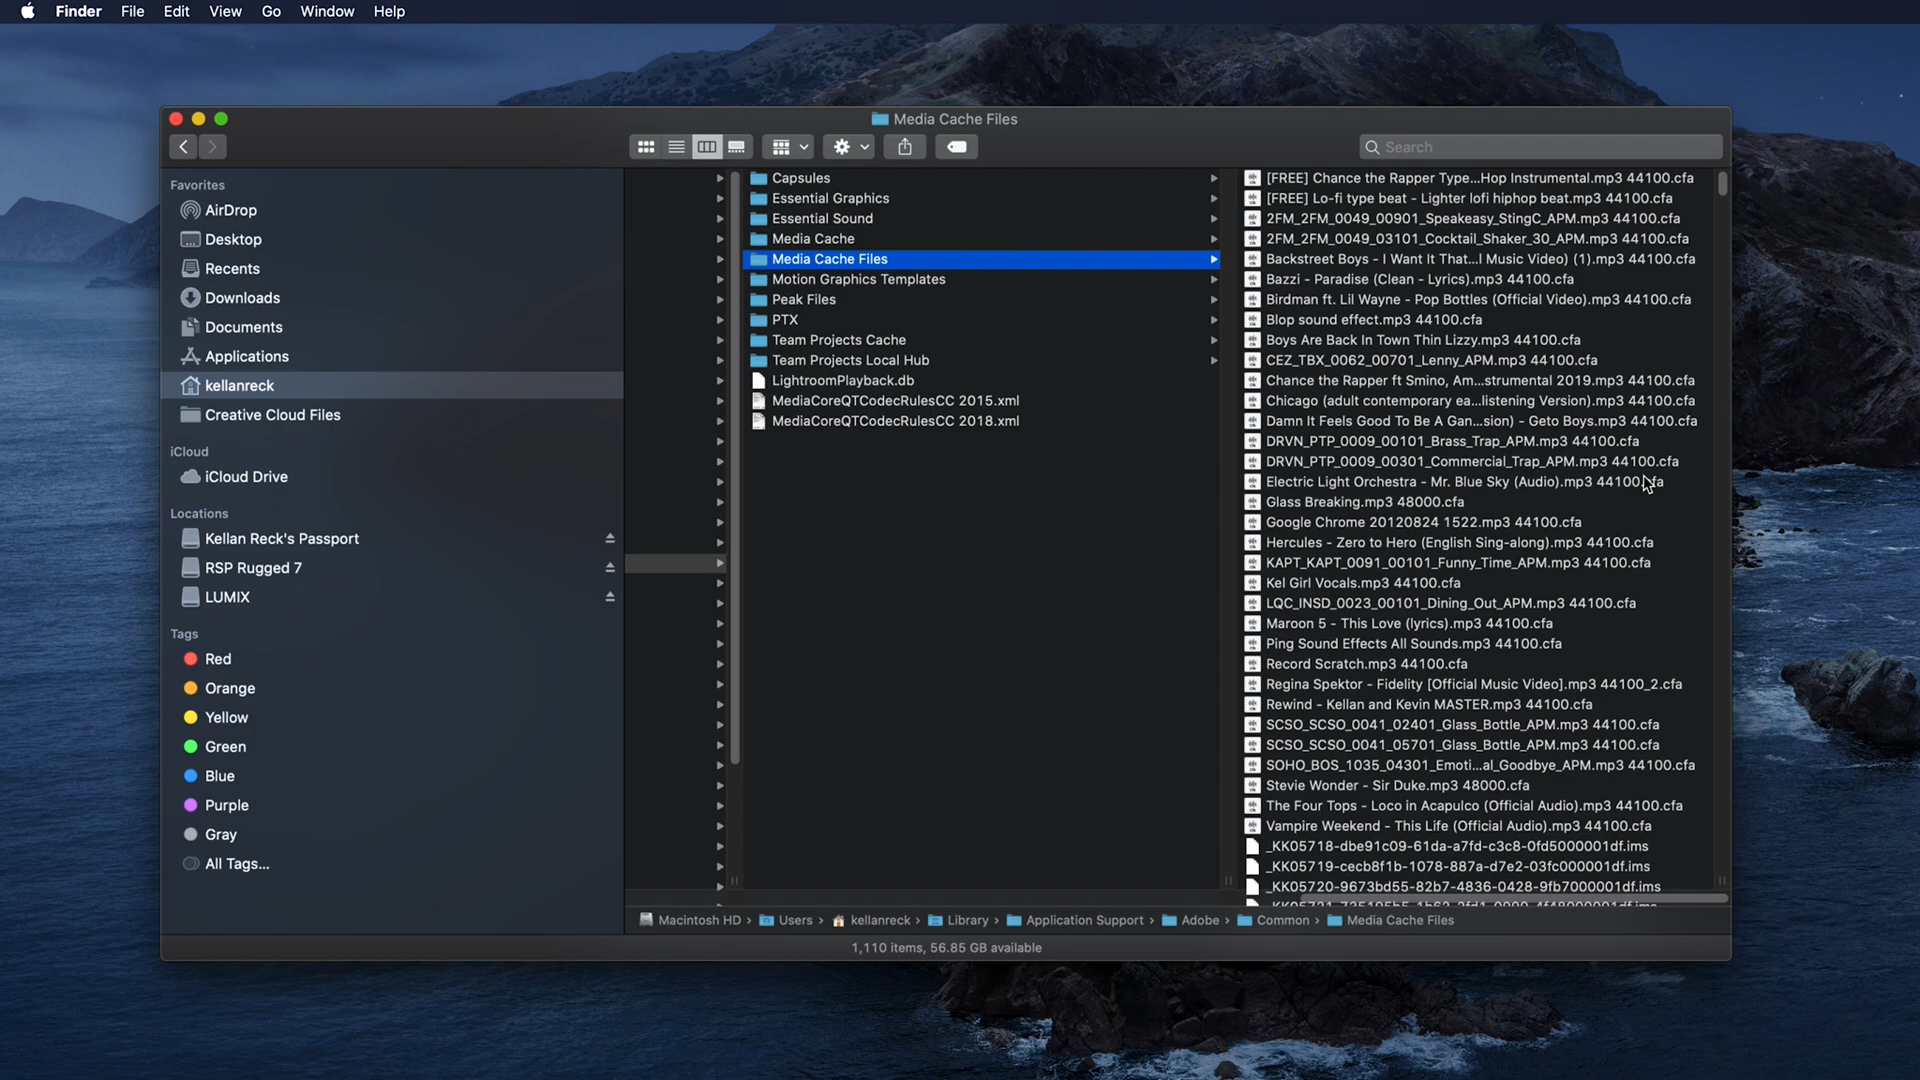 Finder File Edit View Go Window Help
Media Cache Files
Search
Favorites
AirDrop
Desktop
Recents
Downloads
Documents
Applications
kellanreck
Creative Cloud Files
iCloud
iCloud Drive
Locations
Kellan Reck's Passport
RSP Rugged 7
LUMIX
Tags
Red
Orange
Yellow
Green
Blue
Purple
Gray
All Tags...
Capsules
Essential Graphics
Essential Sound
Media Cache
Media Cache Files
Motion Graphics Templates
Peak Files
PTX
Team Projects Cache
Team Projects Local Hub
LightroomPlayback.db
MediaCoreQTCodecRulesCC 2015.xml
MediaCoreQTCodecRulesCC 2018.xml
[FREE] Chance the Rapper Type...Hop Instrumental.mp3 44100.cfa
[FREE] Lo-fi type beat - Lighter lofi hiphop beat.mp3 44100.cfa
2FM_2FM_0049_00901_Speakeasy_StingC_APM.mp3 44100.cfa
2FM_2FM_0049_03101_Cocktail_Shaker_30_APM.mp3 44100.cfa
Backstreet Boys - I Want It That...l Music Video) (1).mp3 44100.cfa
Bazzi - Paradise (Clean - Lyrics).mp3 44100.cfa
Birdman ft. Lil Wayne - Pop Bottles (Official Video).mp3 44100.cfa
Blop sound effect.mp3 44100.cfa
Boys Are Back In Town Thin Lizzy.mp3 44100.cfa
CEZ_TBX_0062_00701_Lenny_APM.mp3 44100.cfa
Chance the Rapper ft Smino, Am...strumental 2019.mp3 44100.cfa
Chicago (adult contemporary ea...listening Version).mp3 44100.cfa
Damn It Feels Good To Be A Gan...sion) - Geto Boys.mp3 44100.cfa
DRVN_PTP_0009_00101_Brass_Trap_APM.mp3 44100.cfa
DRVN_PTP_0009_00301_Commercial_Trap_APM.mp3 44100.cfa
Electric Light Orchestra - Mr. Blue Sky (Audio).mp3 44100.cfa
Glass Breaking.mp3 48000.cfa
Google Chrome 20120824 1522.mp3 44100.cfa
Hercules - Zero to Hero (English Sing-along).mp3 44100.cfa
KAPT_KAPT_0091_00101_Funny_Time_APM.mp3 44100.cfa
Kel Girl Vocals.mp3 44100.cfa
LQC_INSD_0023_00101_Dining_Out_APM.mp3 44100.cfa
Maroon 5 - This Love (lyrics).mp3 44100.cfa
Ping Sound Effects All Sounds.mp3 44100.cfa
Record Scratch.mp3 44100.cfa
Regina Spektor - Fidelity [Official Music Video].mp3 44100_2.cfa
Rewind - Kellan and Kevin MASTER.mp3 44100.cfa
SCSO_SCSO_0041_02401_Glass_Bottle_APM.mp3 44100.cfa
SCSO_SCSO_0041_05701_Glass_Bottle_APM.mp3 44100.cfa
SOHO_BOS_1035_04301_Emoti...al_Goodbye_APM.mp3 44100.cfa
Stevie Wonder - Sir Duke.mp3 48000.cfa
The Four Tops - Loco in Acapulco (Official Audio).mp3 44100.cfa
Vampire Weekend - This Life (Official Audio).mp3 44100.cfa
_KK05718-dbe91c09-61da-a7fd-c3c8-0fd5000001df.ims
_KK05719-cecb8f1b-1078-887a-d7e2-03fc000001df.ims
_KK05720-9673bd55-82b7-4836-0428-9fb7000001df.ims
Macintosh HD › Users › kellanreck › Library › Application Support › Adobe › Common › Media Cache Files
1,110 items, 56.85 GB available